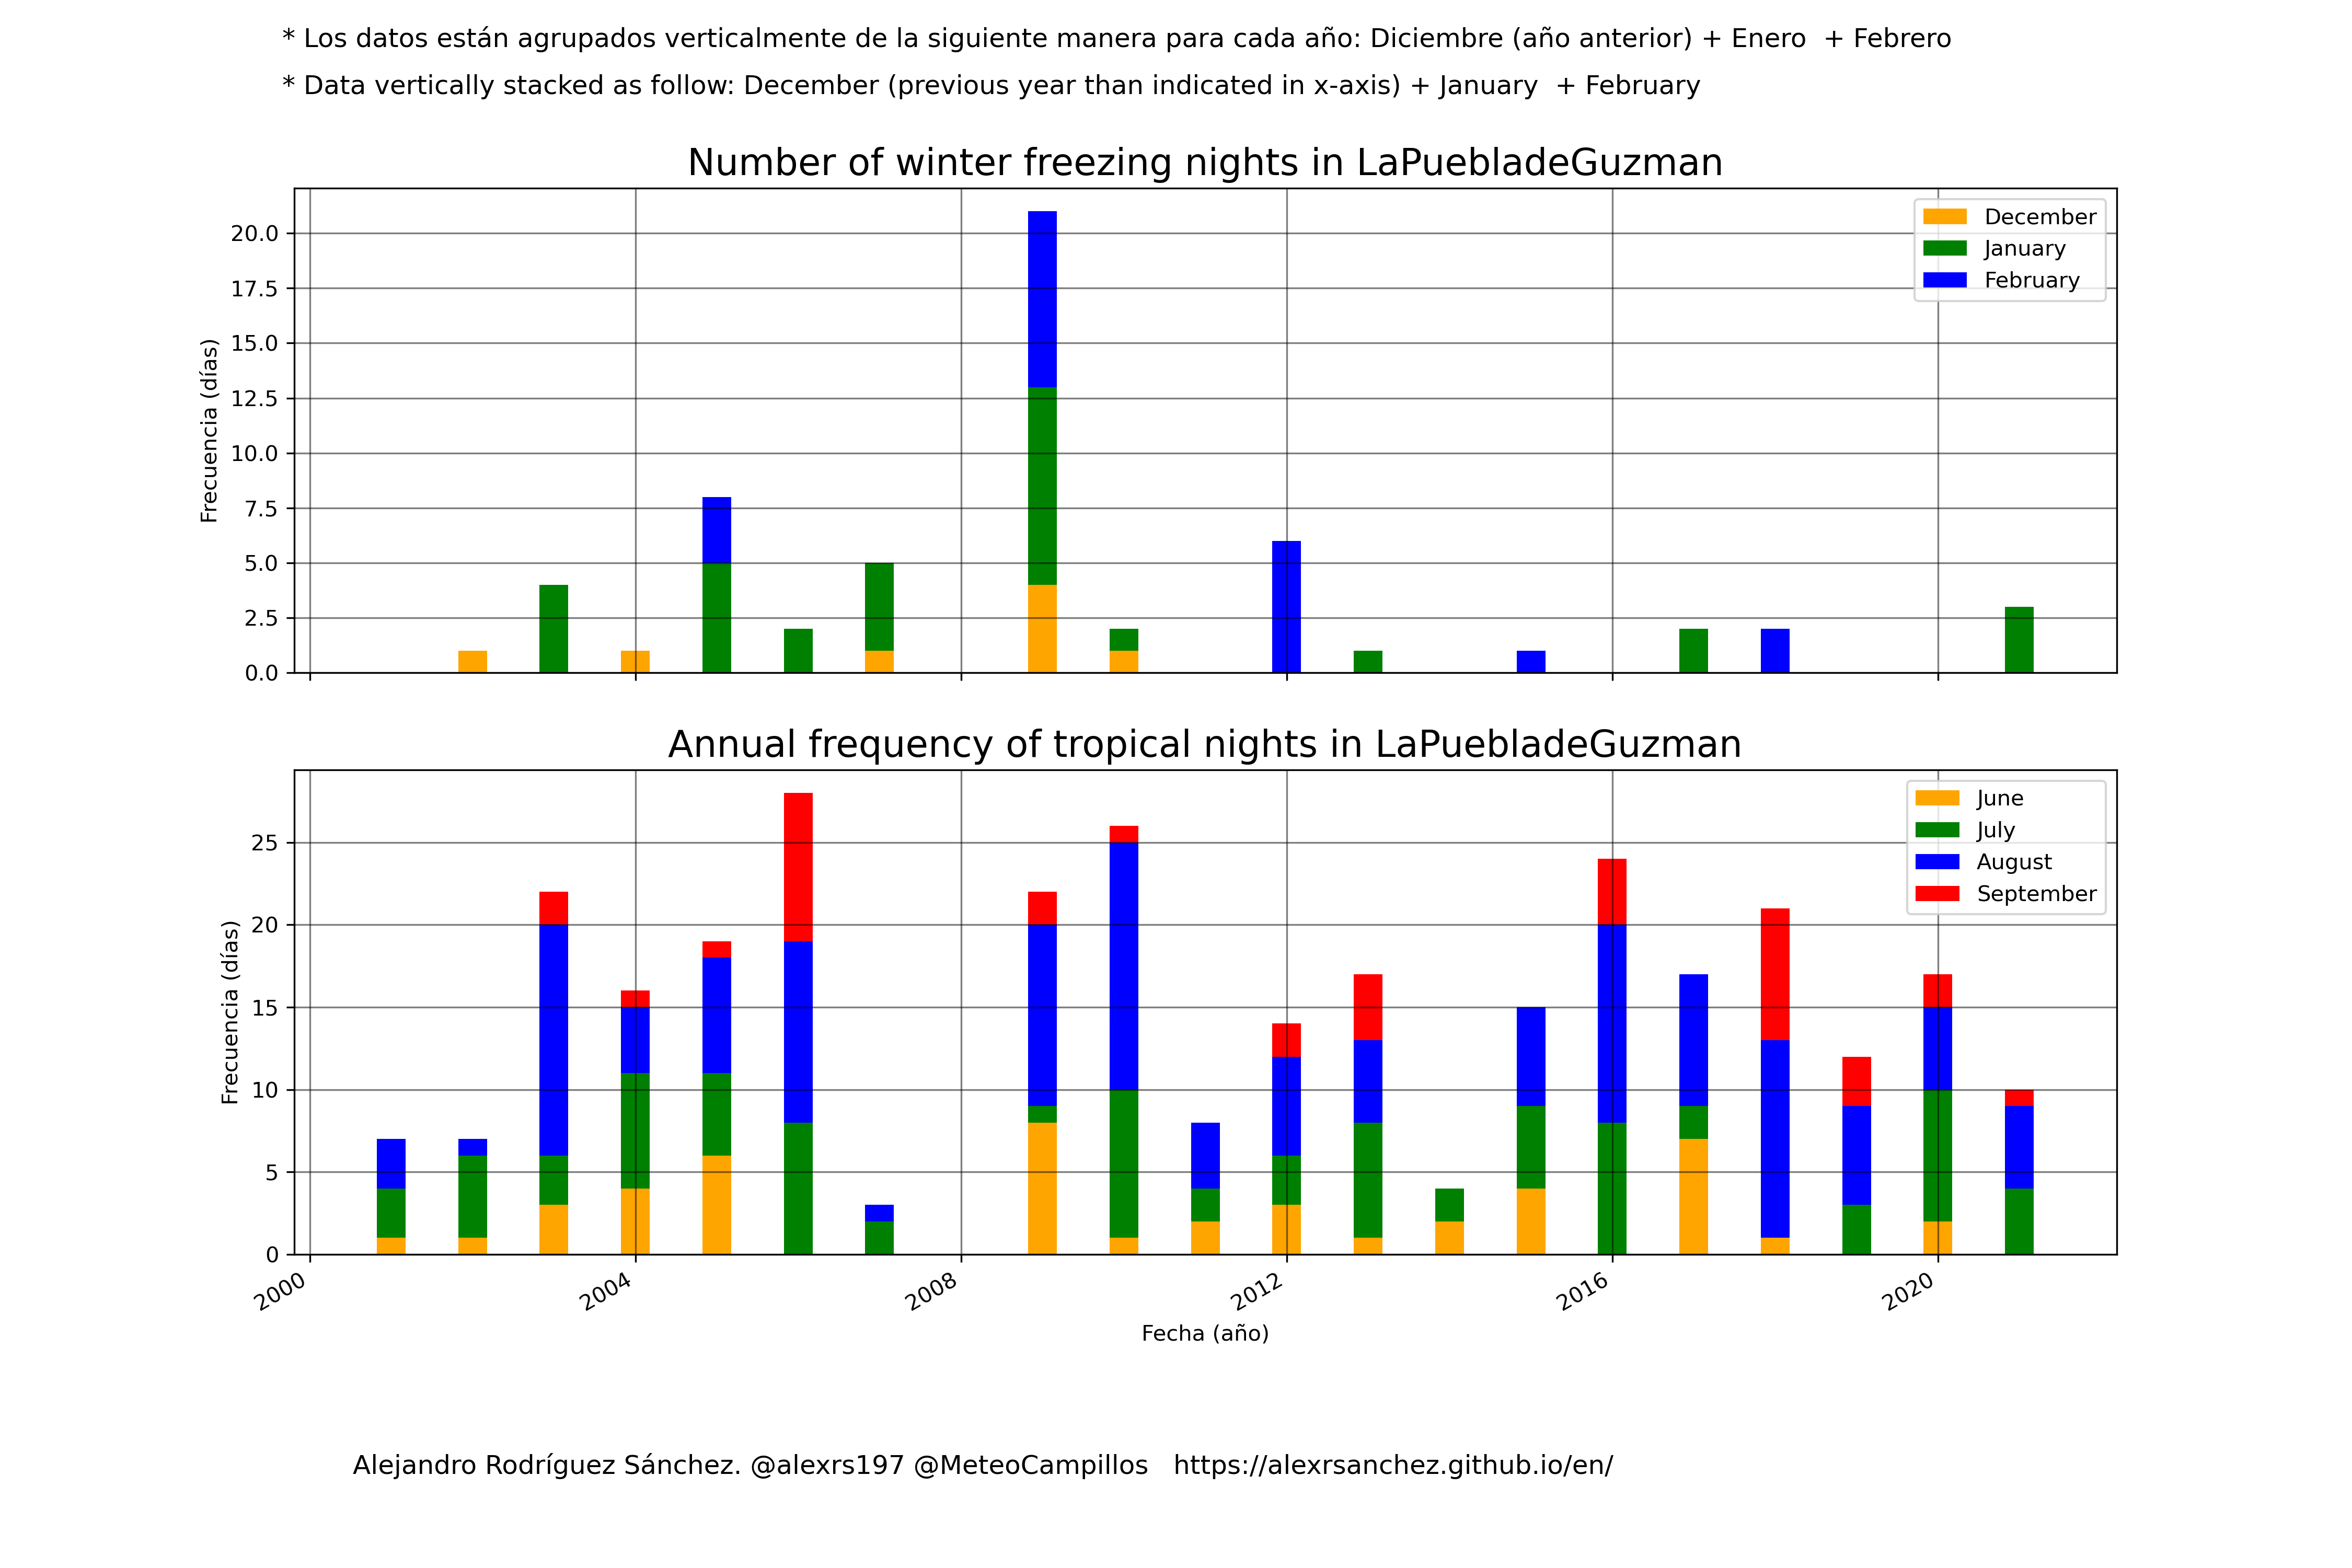 * Los datos están agrupados verticalmente de la siguiente manera para cada año: Diciembre (año anterior) + Enero  + Febrero
* Data vertically stacked as follow: December (previous year than indicated in x-axis) + January  + February
Number of winter freezing nights in LaPuebladeGuzman
20.0
17.5
15.0
12.5
10.0
7.5
5.0
2.5
0.0
Frecuencia (días)
December
January
February
Annual frequency of tropical nights in LaPuebladeGuzman
25
20
15
10
5
0
Frecuencia (días)
June
July
August
September
2000 2004 2008 2012 2016 2020
Fecha (año)
Alejandro Rodríguez Sánchez. @alexrs197 @MeteoCampillos   https://alexrsanchez.github.io/en/